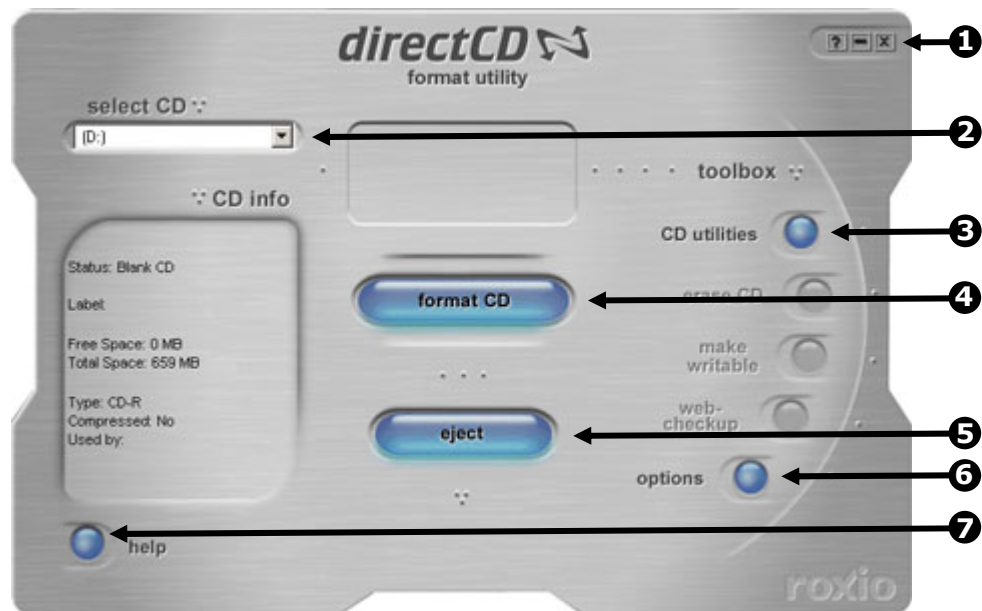 directCD
format utility
? - X
1
select CD
(D:)
2
toolbox
CD info
CD utilities
3
Status: Blank CD
format CD
4
erase CD
Label:
Free Space: 0 MB
Total Space: 659 MB
make
writable
Type: CD-R
Compressed: No
Used by:
web-
checkup
eject
5
options
6
help
7
roxio